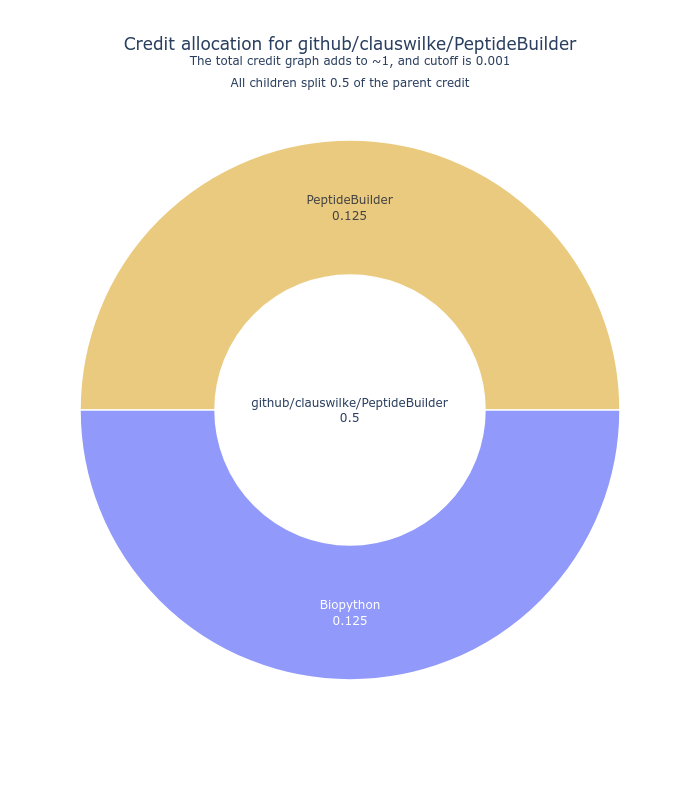 Credit allocation for github/clauswilke/PeptideBuilder
The total credit graph adds to ~1, and cutoff is 0.001
All children split 0.5 of the parent credit
PeptideBuilder
0.125
github/clauswilke/PeptideBuilder
0.5
Biopython
0.125